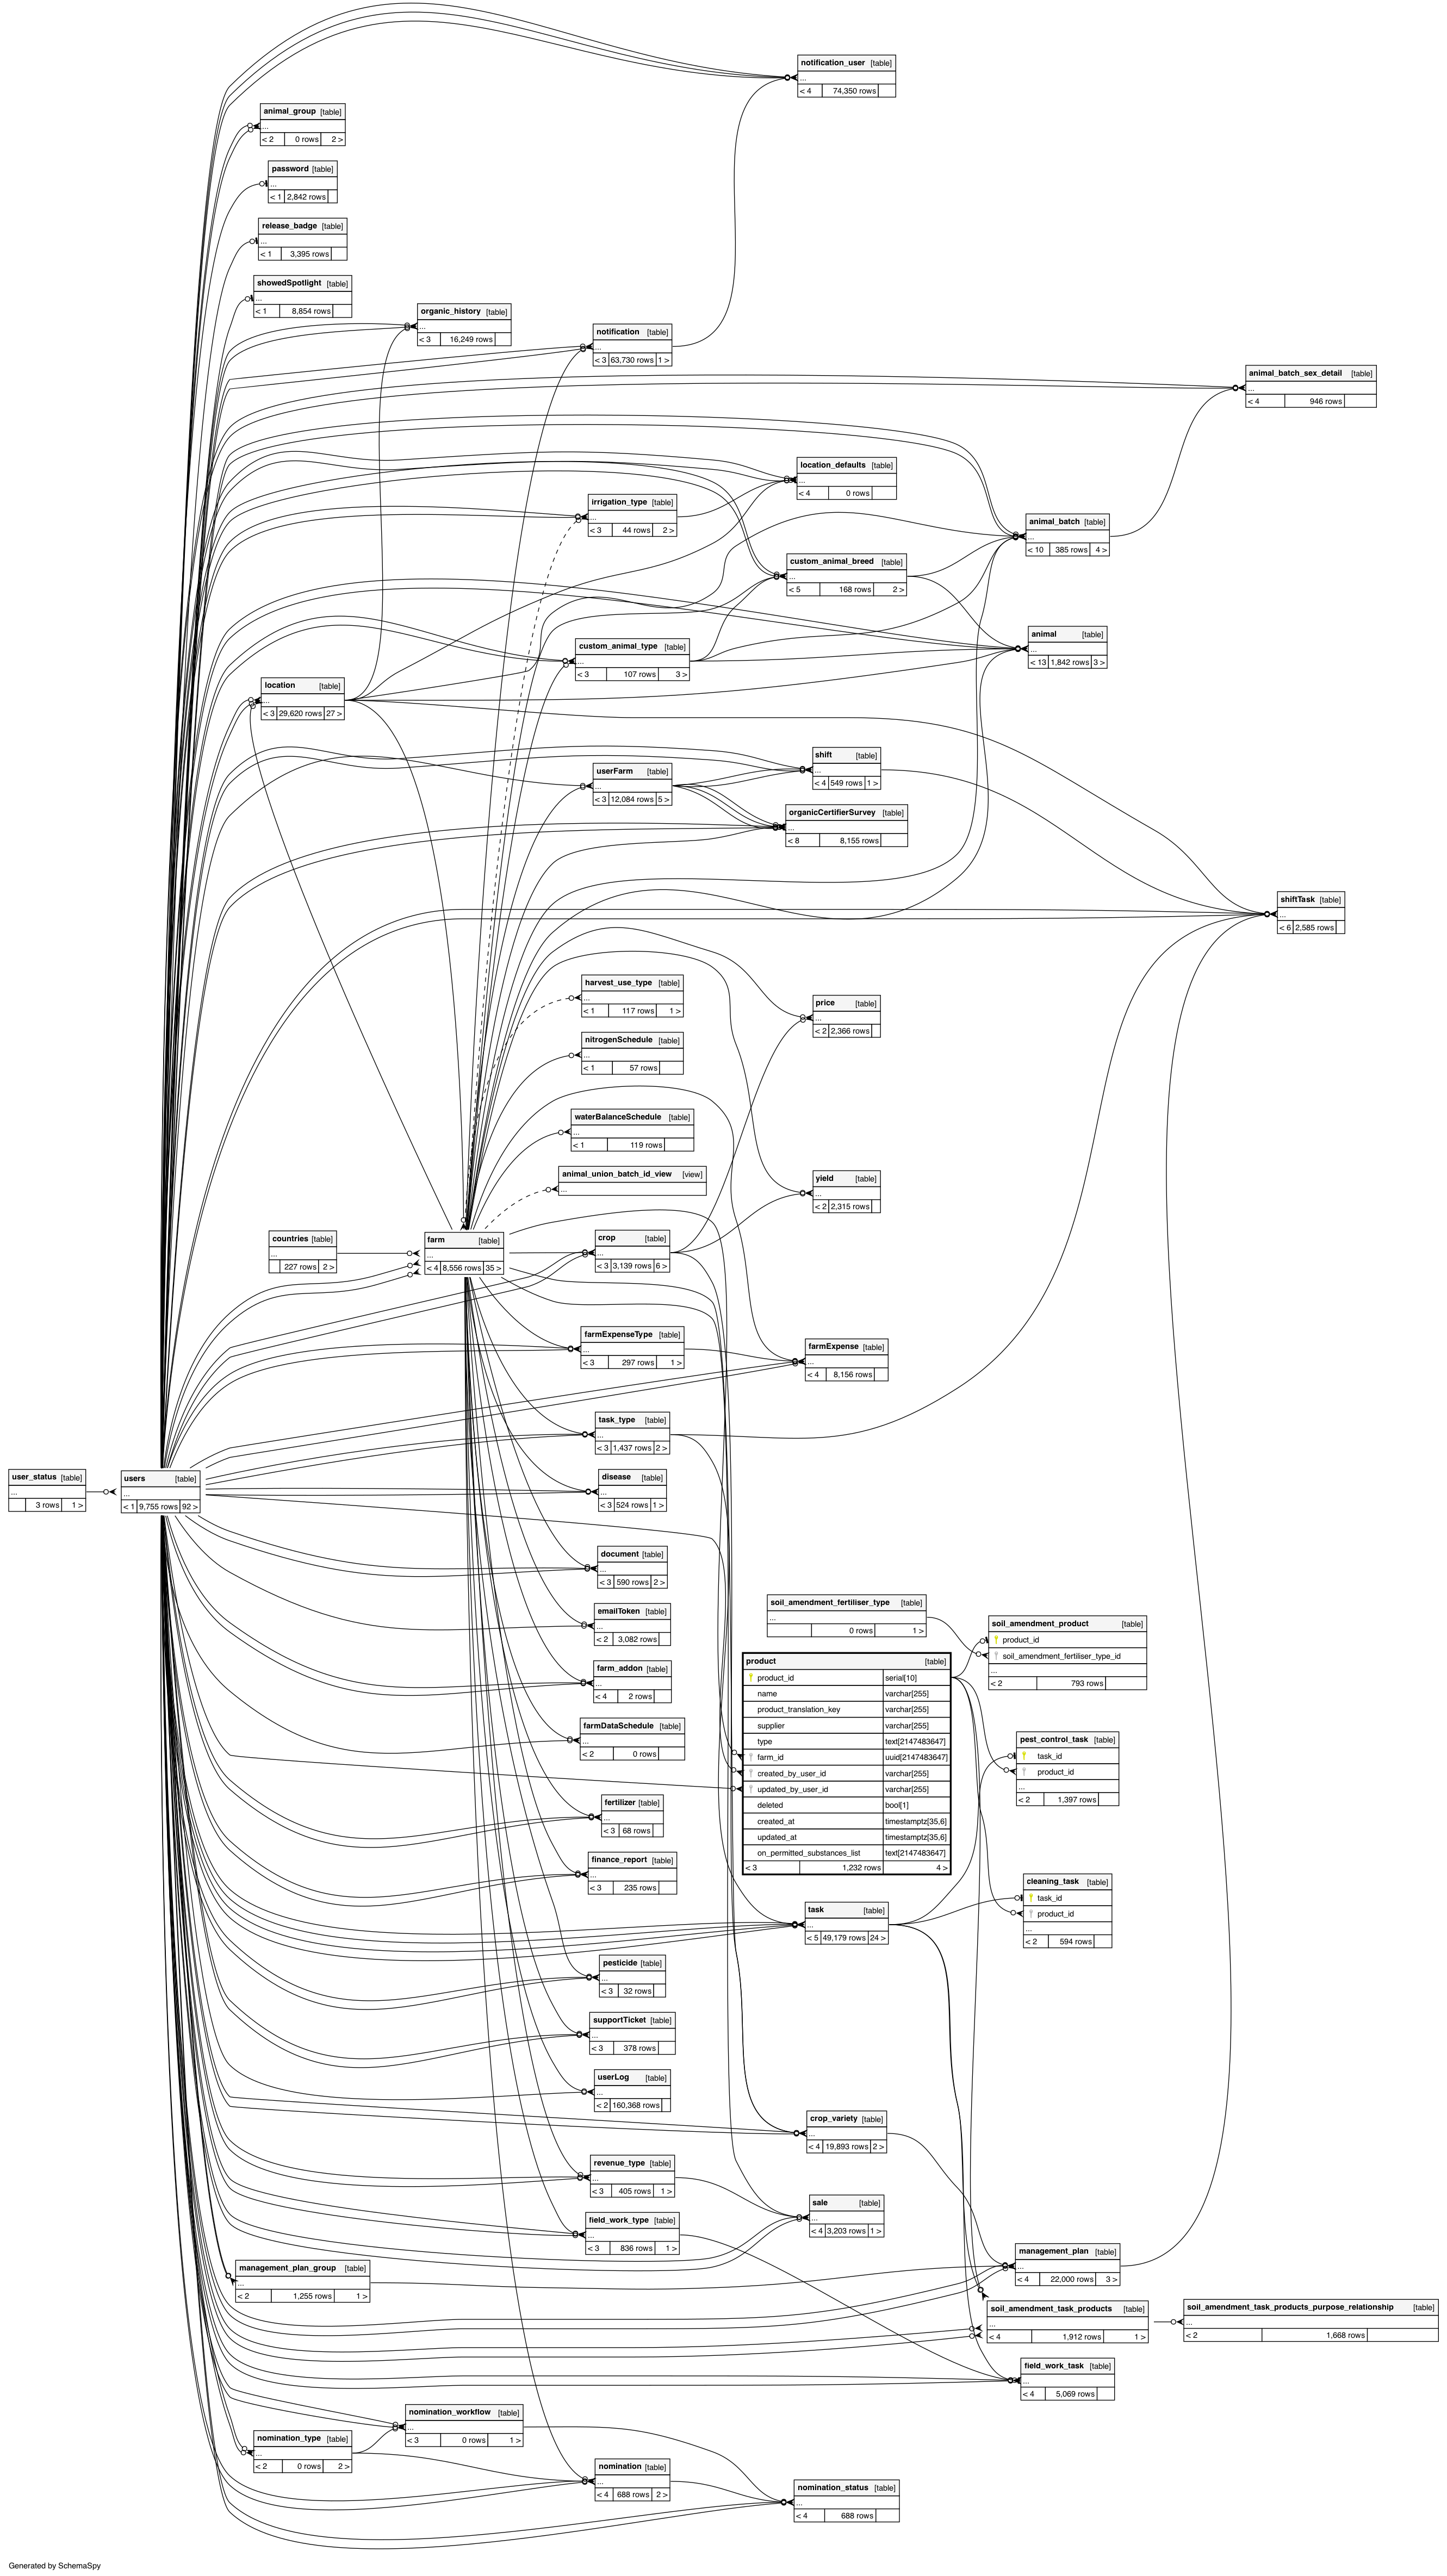 notification_user [table]
...
< 4 74,350 rows
animal_group [table]
...
< 2 0 rows 2 >
password [table]
...
< 1 2,842 rows
release_badge [table]
...
< 1 3,395 rows
showedSpotlight [table]
...
< 1 8,854 rows
organic_history [table]
...
< 3 16,249 rows
notification [table]
...
< 3 63,730 rows 1 >
animal_batch_sex_detail [table]
...
< 4 946 rows
location_defaults [table]
...
< 4 0 rows
irrigation_type [table]
...
< 3 44 rows 2 >
animal_batch [table]
...
< 10 385 rows 4 >
custom_animal_breed [table]
...
< 5 168 rows 2 >
animal [table]
...
< 13 1,842 rows 3 >
custom_animal_type [table]
...
< 3 107 rows 3 >
location [table]
...
< 3 29,620 rows 27 >
shift [table]
...
< 4 549 rows 1 >
userFarm [table]
...
< 3 12,084 rows 5 >
organicCertifierSurvey [table]
...
< 8 8,155 rows
shiftTask [table]
...
< 6 2,585 rows
harvest_use_type [table]
...
< 1 117 rows 1 >
price [table]
...
< 2 2,366 rows
nitrogenSchedule [table]
...
< 1 57 rows
waterBalanceSchedule [table]
...
< 1 119 rows
animal_union_batch_id_view [view]
...
yield [table]
...
< 2 2,315 rows
countries [table]
...
227 rows 2 >
farm [table]
...
< 4 8,556 rows 35 >
crop [table]
...
< 3 3,139 rows 6 >
farmExpenseType [table]
...
< 3 297 rows 1 >
farmExpense [table]
...
< 4 8,156 rows
task_type [table]
...
< 3 1,437 rows 2 >
user_status [table]
...
3 rows 1 >
users [table]
...
< 1 9,755 rows 92 >
disease [table]
...
< 3 524 rows 1 >
document [table]
...
< 3 590 rows 2 >
emailToken [table]
...
< 2 3,082 rows
soil_amendment_fertiliser_type [table]
...
0 rows 1 >
soil_amendment_product [table]
product_id
soil_amendment_fertiliser_type_id
...
< 2 793 rows
farm_addon [table]
...
< 4 2 rows
product [table]
product_id serial[10]
name varchar[255]
product_translation_key varchar[255]
supplier varchar[255]
type text[2147483647]
farm_id uuid[2147483647]
created_by_user_id varchar[255]
updated_by_user_id varchar[255]
deleted bool[1]
created_at timestamptz[35,6]
updated_at timestamptz[35,6]
on_permitted_substances_list text[2147483647]
< 3 1,232 rows 4 >
farmDataSchedule [table]
...
< 2 0 rows
pest_control_task [table]
task_id
product_id
...
< 2 1,397 rows
fertilizer [table]
...
< 3 68 rows
finance_report [table]
...
< 3 235 rows
cleaning_task [table]
task_id
product_id
...
< 2 594 rows
task [table]
...
< 5 49,179 rows 24 >
pesticide [table]
...
< 3 32 rows
supportTicket [table]
...
< 3 378 rows
userLog [table]
...
< 2 160,368 rows
crop_variety [table]
...
< 4 19,893 rows 2 >
revenue_type [table]
...
< 3 405 rows 1 >
sale [table]
...
< 4 3,203 rows 1 >
field_work_type [table]
...
< 3 836 rows 1 >
management_plan [table]
...
< 4 22,000 rows 3 >
management_plan_group [table]
...
< 2 1,255 rows 1 >
soil_amendment_task_products [table]
...
< 4 1,912 rows 1 >
soil_amendment_task_products_purpose_relationship [table]
...
< 2 1,668 rows
field_work_task [table]
...
< 4 5,069 rows
nomination_workflow [table]
...
< 3 0 rows 1 >
nomination_type [table]
...
< 2 0 rows 2 >
nomination [table]
...
< 4 688 rows 2 >
nomination_status [table]
...
< 4 688 rows
Generated by SchemaSpy